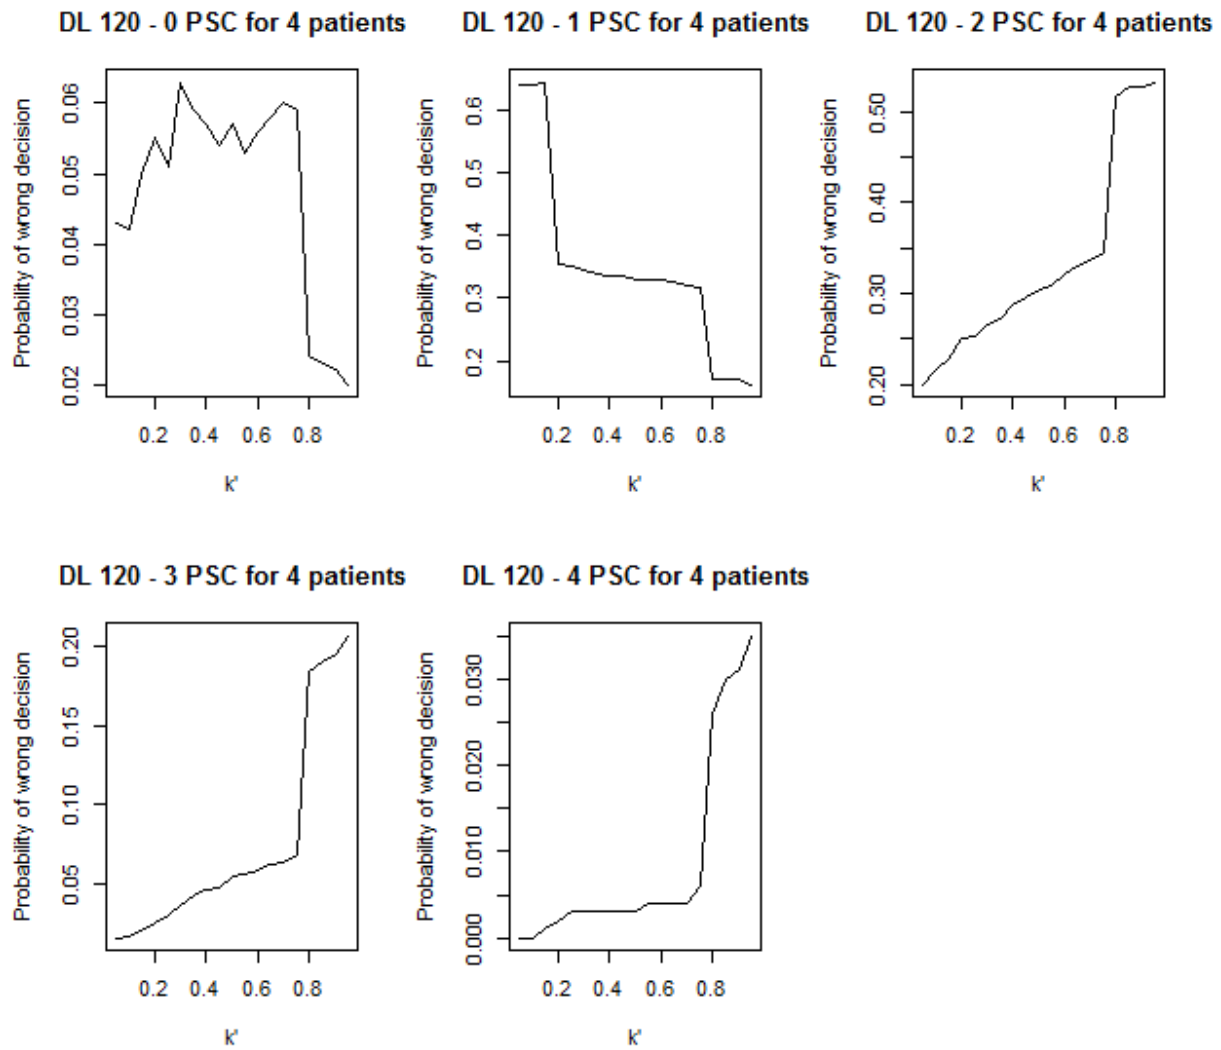 DL 120 - 0 PSC for 4 patients
Probability of wrong decision
0.02 0.03 0.04 0.05 0.06
0.2 0.4 0.6 0.8
k'
DL 120 - 1 PSC for 4 patients
Probability of wrong decision
0.2 0.3 0.4 0.5 0.6
0.2 0.4 0.6 0.8
k'
DL 120 - 2 PSC for 4 patients
Probability of wrong decision
0.20 0.30 0.40 0.50
0.2 0.4 0.6 0.8
k'
DL 120 - 3 PSC for 4 patients
Probability of wrong decision
0.05 0.10 0.15 0.20
0.2 0.4 0.6 0.8
k'
DL 120 - 4 PSC for 4 patients
Probability of wrong decision
0.000 0.010 0.020 0.030
0.2 0.4 0.6 0.8
k'